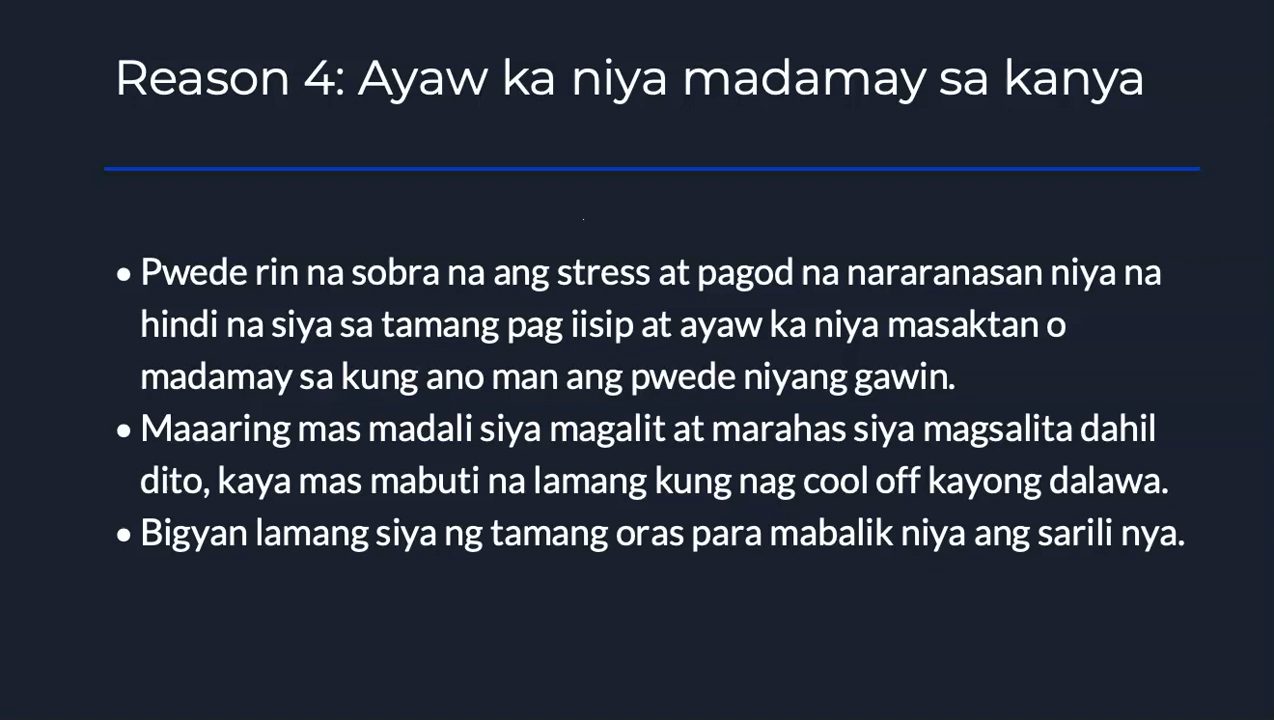 Reason 4: Ayaw ka niya madamay sa kanya
• Pwede rin na sobra na ang stress at pagod na nararanasan niya na
hindi na siya sa tamang pag iisip at ayaw ka niya masaktan o
madamay sa kung ano man ang pwede niyang gawin.
• Maaaring mas madali siya magalit at marahas siya magsalita dahil
dito, kaya mas mabuti na lamang kung nag cool off kayong dalawa.
• Bigyan lamang siya ng tamang oras para mabalik niya ang sarili nya.